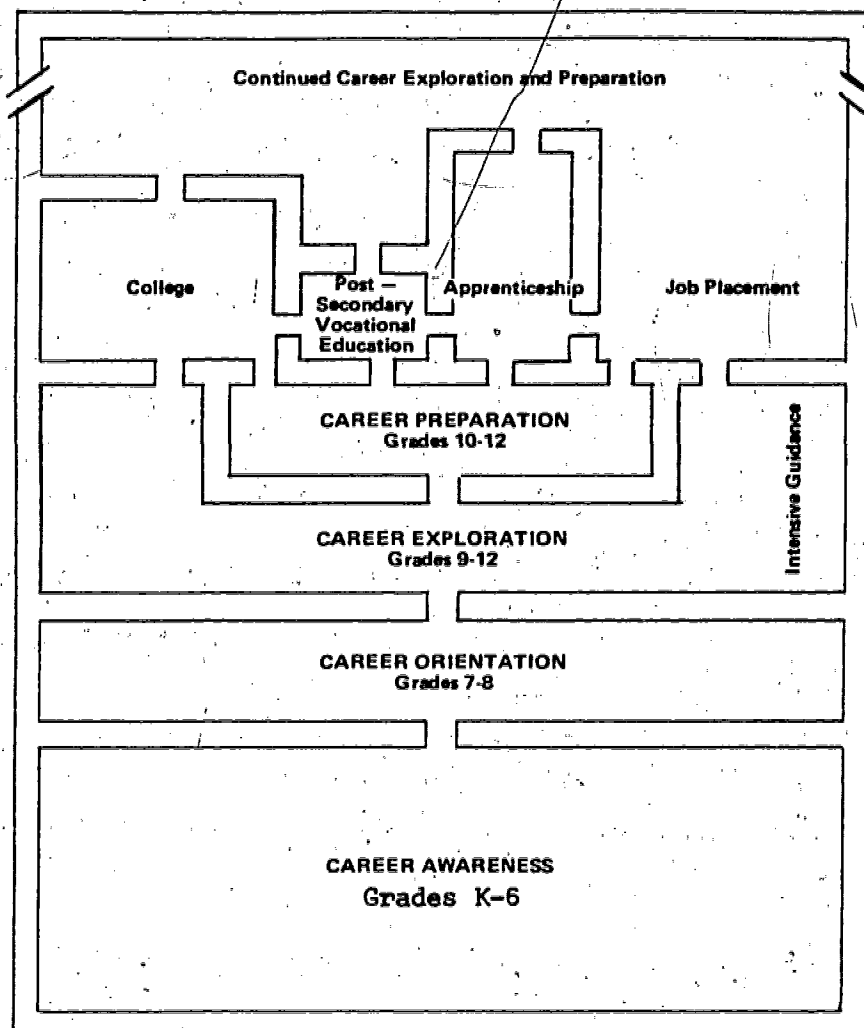 Continued Career Exploration and Preparation
College
Post –
Secondary
Vocational
Education
Apprenticeship
Job Placement
CAREER PREPARATION
Grades 10-12
Intensive Guidance
CAREER EXPLORATION
Grades 9-12
CAREER ORIENTATION
Grades 7-8
CAREER AWARENESS
Grades K-6